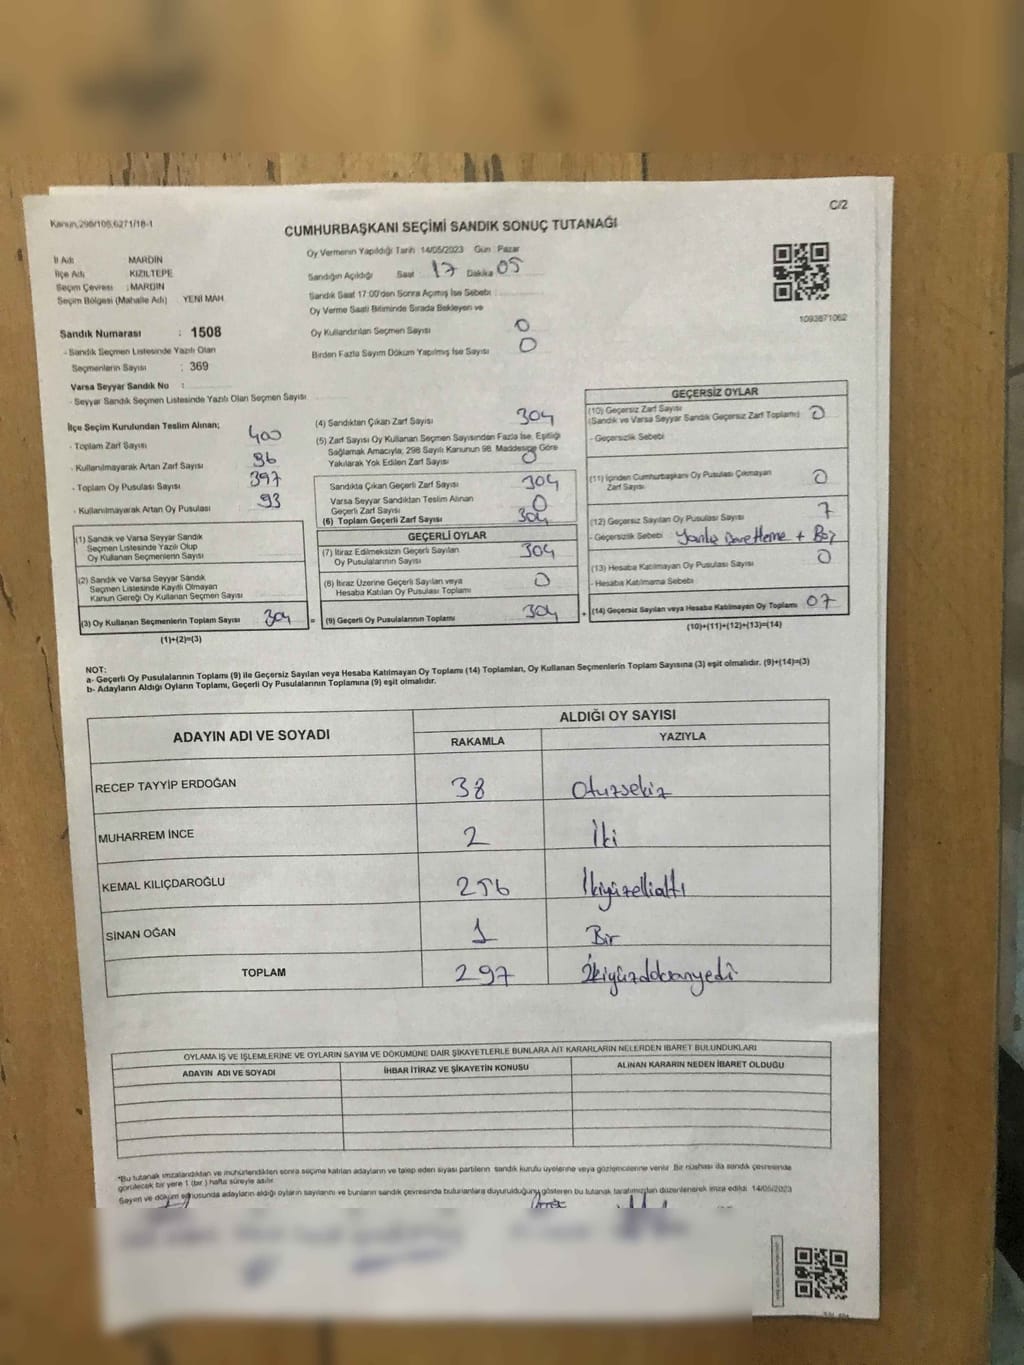 Kanun,298/105,6271/18-1
C/2
CUMHURBAŞKANI SEÇİMİ SANDIK SONUÇ TUTANAĞI
İl Adı : MARDİN
İlçe Adı : KIZILTEPE
Seçim Çevresi : MARDİN
Seçim Bölgesi (Mahalle Adı) YENİ MAH
Sandık Numarası : 1508
- Sandık Seçmen Listesinde Yazılı Olan
Seçmenlerin Sayısı : 369
Varsa Seyyar Sandık No :
- Seyyar Sandık Seçmen Listesinde Yazılı Olan Seçmen Sayısı
Oy Vermenin Yapıldığı Tarih 14/05/2023 Gün : Pazar
Sandığın Açıldığı Saat 17 Dakika 05
Sandık Saat 17:00'den Sonra Açımış İse Sebebi :
Oy Verme Saati Bitiminde Sırada Bekleyen ve
Oy Kullandırılan Seçmen Sayısı 0
Birden Fazla Sayım Döküm Yapılmış İse Sayısı 0
1093871062
İlçe Seçim Kurulundan Teslim Alınan;
- Toplam Zarf Sayısı 400
- Kullanılmayarak Artan Zarf Sayısı 96
- Toplam Oy Pusulası Sayısı 397
- Kullanılmayarak Artan Oy Pusulası 93
(1) Sandık ve Varsa Seyyar Sandık
Seçmen Listesinde Yazılı Olup
Oy Kullanan Seçmenlerin Sayısı
(2) Sandık ve Varsa Seyyar Sandık
Seçmen Listesinde Kayıtlı Olmayan
Kanun Gereği Oy Kullanan Seçmen Sayısı
(3) Oy Kullanan Seçmenlerin Toplam Sayısı 304 =
(1)+(2)=(3)
(4) Sandıktan Çıkan Zarf Sayısı 304
(5) Zarf Sayısı Oy Kullanan Seçmen Sayısından Fazla İse, Eşitliği
Sağlamak Amacıyla; 298 Sayılı Kanunun 98. Maddesine Göre
Yakılarak Yok Edilen Zarf Sayısı 0
Sandıkta Çıkan Geçerli Zarf Sayısı 304
Varsa Seyyar Sandıktan Teslim Alınan
Geçerli Zarf Sayısı 0
(6) Toplam Geçerli Zarf Sayısı 304
GEÇERLİ OYLAR
(7) İtiraz Edilmeksizin Geçerli Sayılan
Oy Pusulalarının Sayısı 304
(8) İtiraz Üzerine Geçerli Sayılan veya
Hesaba Katılan Oy Pusulası Toplamı 0
(9) Geçerli Oy Pusulalarının Toplamı 304 +
GEÇERSİZ OYLAR
(10) Geçersiz Zarf Sayısı
(Sandık ve Varsa Seyyar Sandık Geçersiz Zarf Toplamı) 0
- Geçersizlik Sebebi
(11) İçinden Cumhurbaşkanı Oy Pusulası Çıkmayan
Zarf Sayısı 0
(12) Geçersiz Sayılan Oy Pusulası Sayısı 7
- Geçersizlik Sebebi Yanlış + Boş
(13) Hesaba Katılmayan Oy Pusulası Sayısı 0
- Hesaba Katılmama Sebebi
(14) Geçersiz Sayılan veya Hesaba Katılmayan Oy Toplamı 07
(10)+(11)+(12)+(13)=(14)
NOT:
a- Geçerli Oy Pusulalarının Toplamı (9) ile Geçersiz Sayılan veya Hesaba Katılmayan Oy Toplamı (14) Toplamları, Oy Kullanan Seçmenlerin Toplam Sayısına (3) eşit olmalıdır. (9)+(14)=(3)
b- Adayların Aldığı Oyların Toplamı, Geçerli Oy Pusulalarının Toplamına (9) eşit olmalıdır.
ADAYIN ADI VE SOYADI
ALDIĞI OY SAYISI
RAKAMLA YAZIYLA
RECEP TAYYİP ERDOĞAN 38 Otuzsekiz
MUHARREM İNCE 2 İki
KEMAL KILIÇDAROĞLU 256 İkiyüzellialtı
SİNAN OĞAN 1 Bir
TOPLAM 297 İkiyüzdoksanyedi
OYLAMA İŞ VE İŞLEMLERİNE VE OYLARIN SAYIM VE DÖKÜMÜNE DAİR ŞİKAYETLERLE BUNLARA AİT KARARLARIN NELERDEN İBARET BULUNDUKLARI
ADAYIN ADI VE SOYADI İHBAR İTİRAZ VE ŞİKAYETİN KONUSU ALINAN KARARIN NEDEN İBARET OLDUĞU
*Bu tutanak imzalandıktan ve mühürlendikten sonra seçime katılan adayların ve talep eden siyasi partilerin sandık kurulu üyelerine veya gözlemcilerine verilir. Bir nüshası da sandık çevresinde
görülecek bir yere 1 (bir) hafta süreyle asılır.
Sayım ve döküm sonusunda adayların aldığı oyların sayılarını ve bunların sandık çevresinde bulunanlara duyurulduğunu gösteren bu tutanak tarafımızdan düzenlenerek imza edildi. 14/05/2023